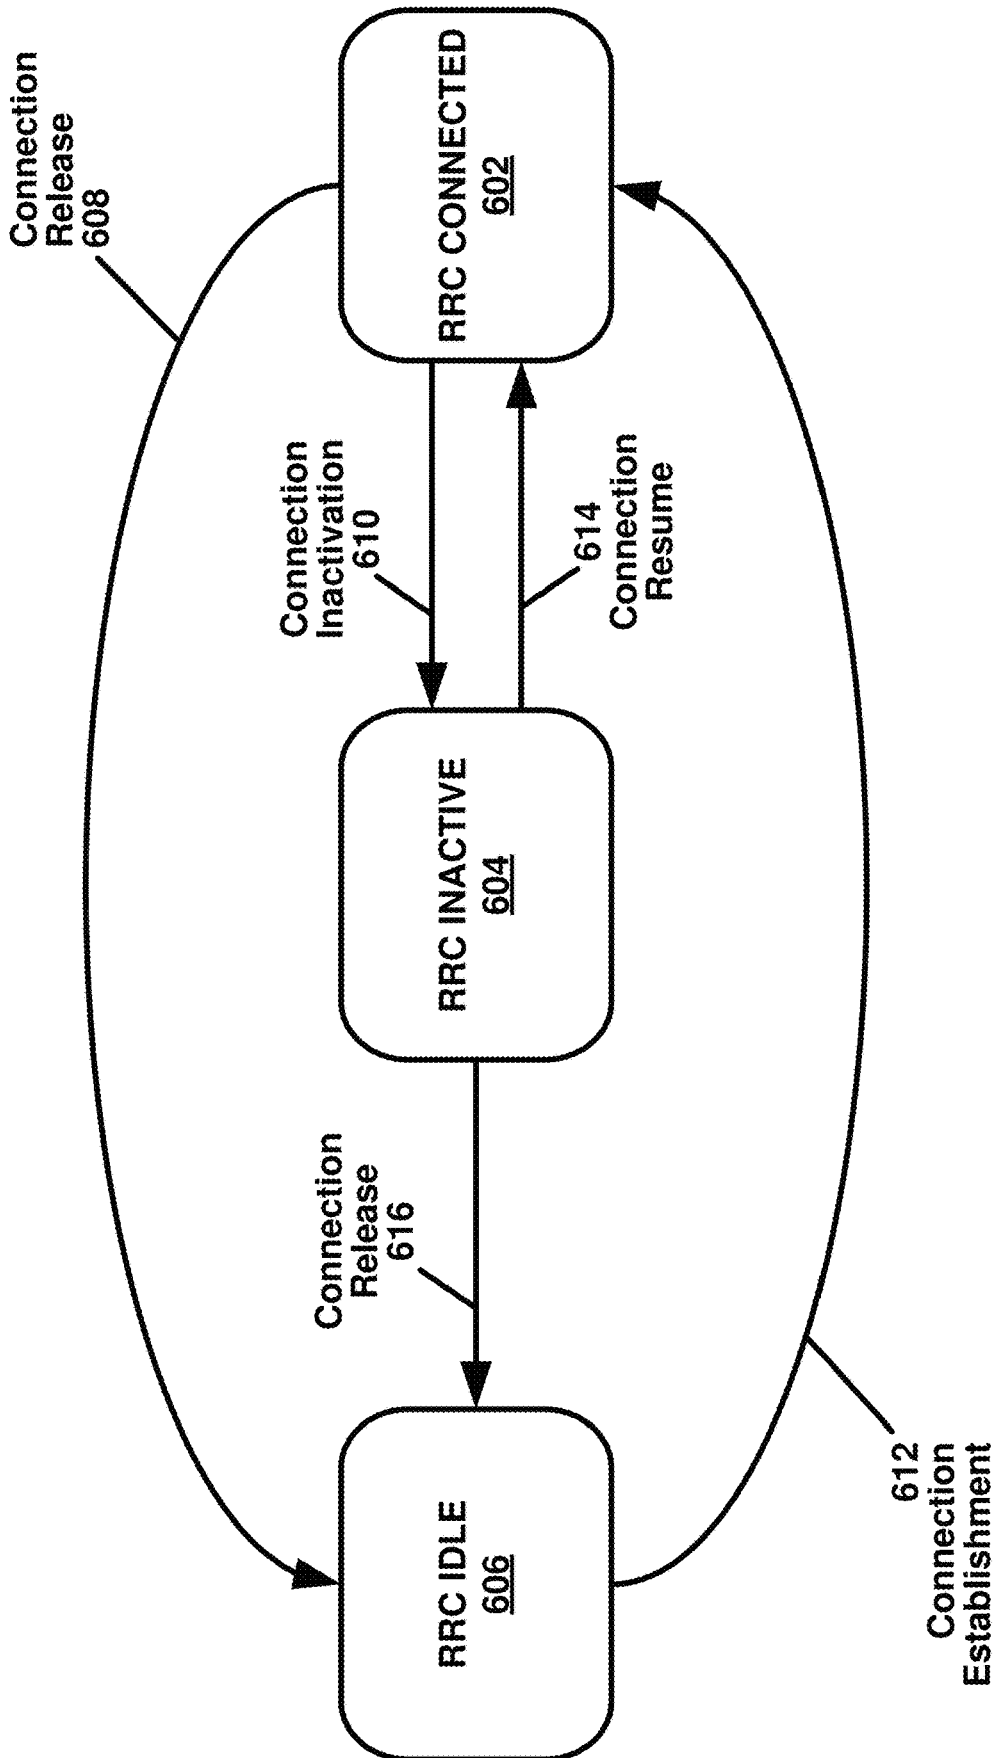 Connection
Release
608
Connection
Inactivation
610
Connection
Release
616
RRC IDLE
606
RRC INACTIVE
604
RRC CONNECTED
602
614
Connection
Resume
612
Connection
Establishment